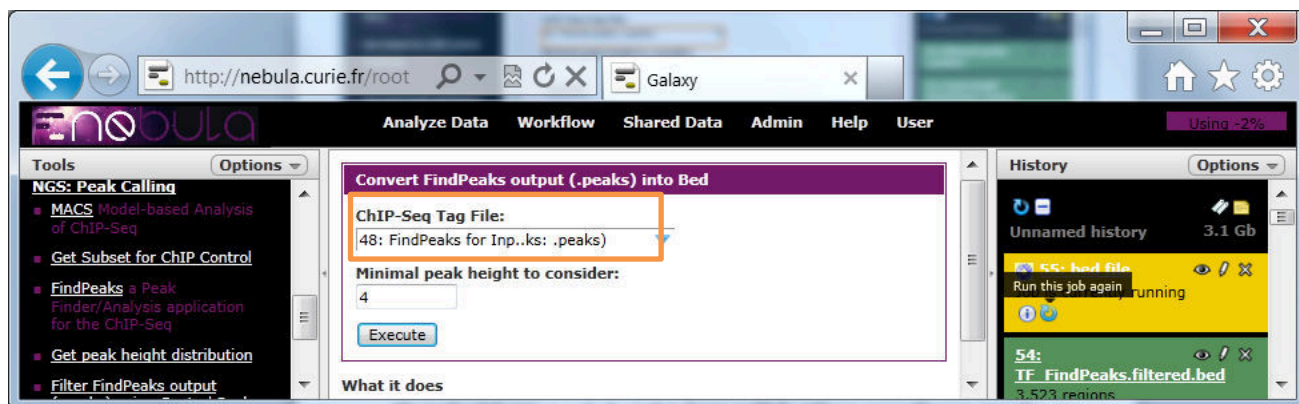 http://nebula.curie.fr/root
Galaxy
nebula
Analyze Data Workflow Shared Data Admin Help User
Using -2%
Tools Options
NGS: Peak Calling
MACS Model-based Analysis
of ChIP-Seq
Get Subset for ChIP Control
FindPeaks a Peak
Finder/Analysis application
for the ChIP-Seq
Get peak height distribution
Filter FindPeaks output
Convert FindPeaks output (.peaks) into Bed
ChIP-Seq Tag File:
48: FindPeaks for Inp..ks: .peaks)
Minimal peak height to consider:
4
Execute
What it does
History Options
Unnamed history 3.1 Gb
55: bed file
Run this job again
running
54:
TF_FindPeaks.filtered.bed
3,523 regions